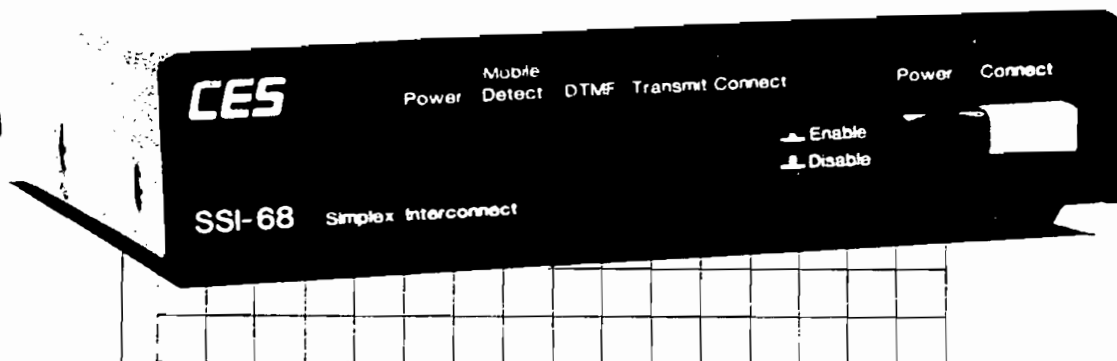 CES
Power Mobile Detect DTMF Transmit Connect
Power Connect
Enable
Disable
SSI-68 Simplex Interconnect